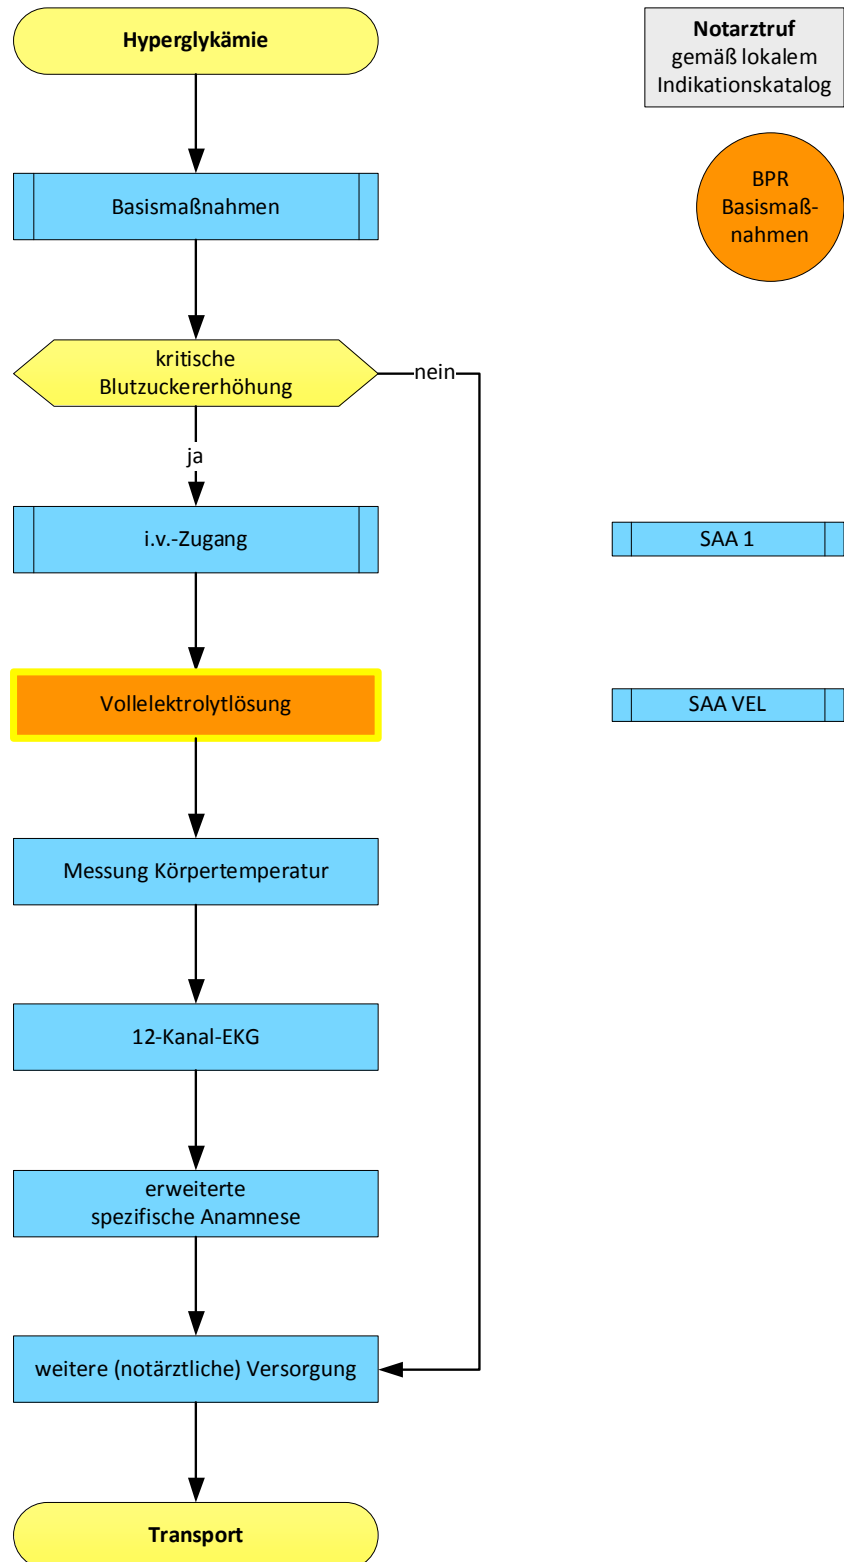 Hyperglykämie
Notarztruf
gemäß lokalem
Indikationskatalog
Basismaßnahmen
BPR
Basismaß-
nahmen
kritische
Blutzuckererhöhung
nein
ja
i.v.-Zugang
SAA 1
Vollelektrolytlösung
SAA VEL
Messung Körpertemperatur
12-Kanal-EKG
erweiterte
spezifische Anamnese
weitere (notärztliche) Versorgung
Transport